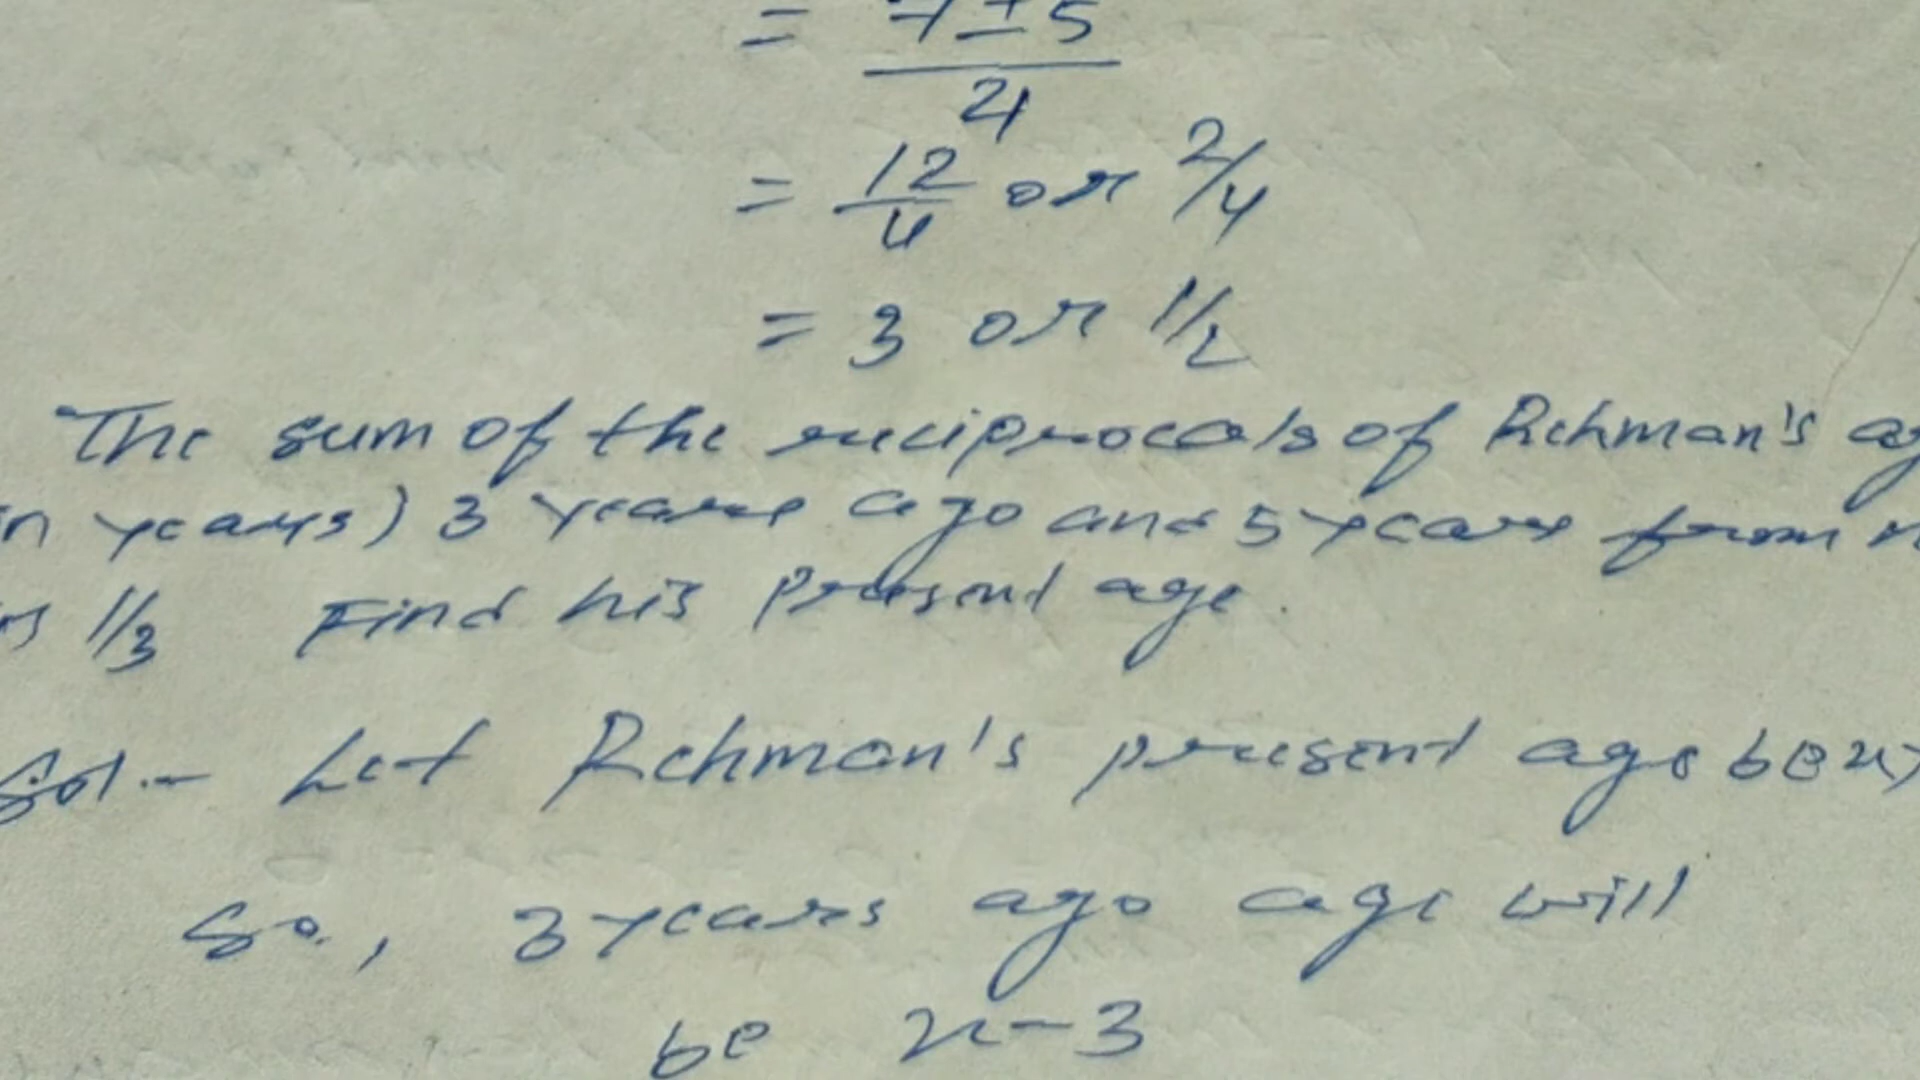 = 7±5/4
= 12/4 or 2/4
= 3 or 1/2
The sum of the reciprocals of Rehman's
years) 3 years ago and 5 years from
1/3 Find his present age.
Sol.- Let Rehman's present age be x
So, 3 years ago age will
be x-3